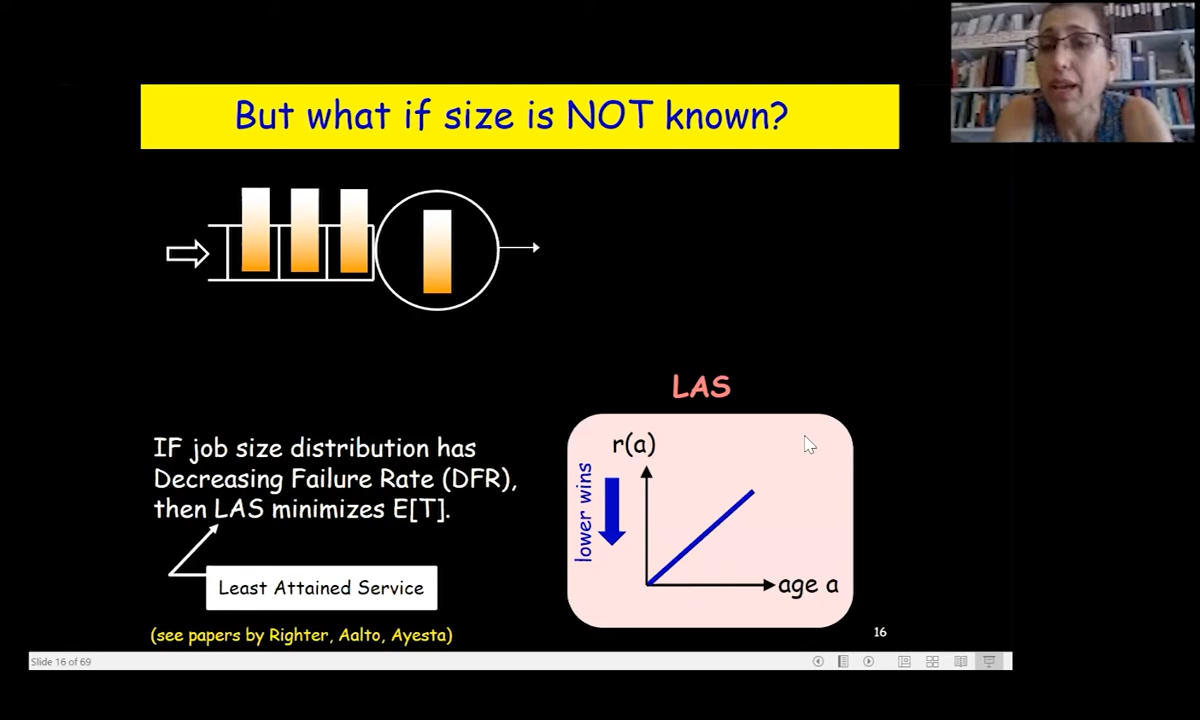 But what if size is NOT known?
LAS
r(a)
lower wins
age a
IF job size distribution has
Decreasing Failure Rate (DFR),
then LAS minimizes E[T].
Least Attained Service
(see papers by Righter, Aalto, Ayesta)
16
Slide 16 of 69